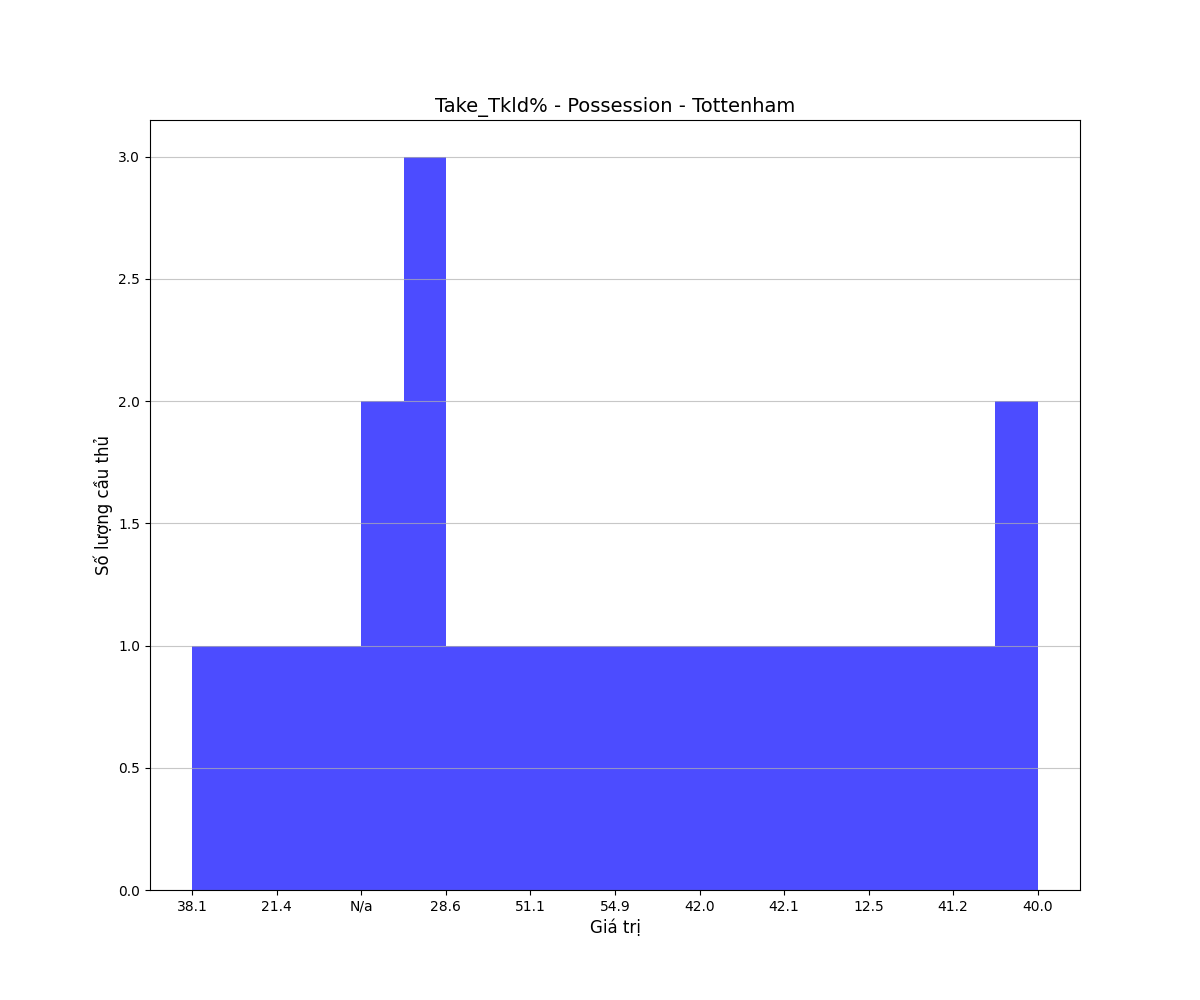 Take_Tkld% - Possession - Tottenham
3.0
2.5
2.0
1.5
1.0
0.5
0.0
Số lượng cầu thủ
38.1 21.4 N/a 28.6 51.1 54.9 42.0 42.1 12.5 41.2 40.0
Giá trị